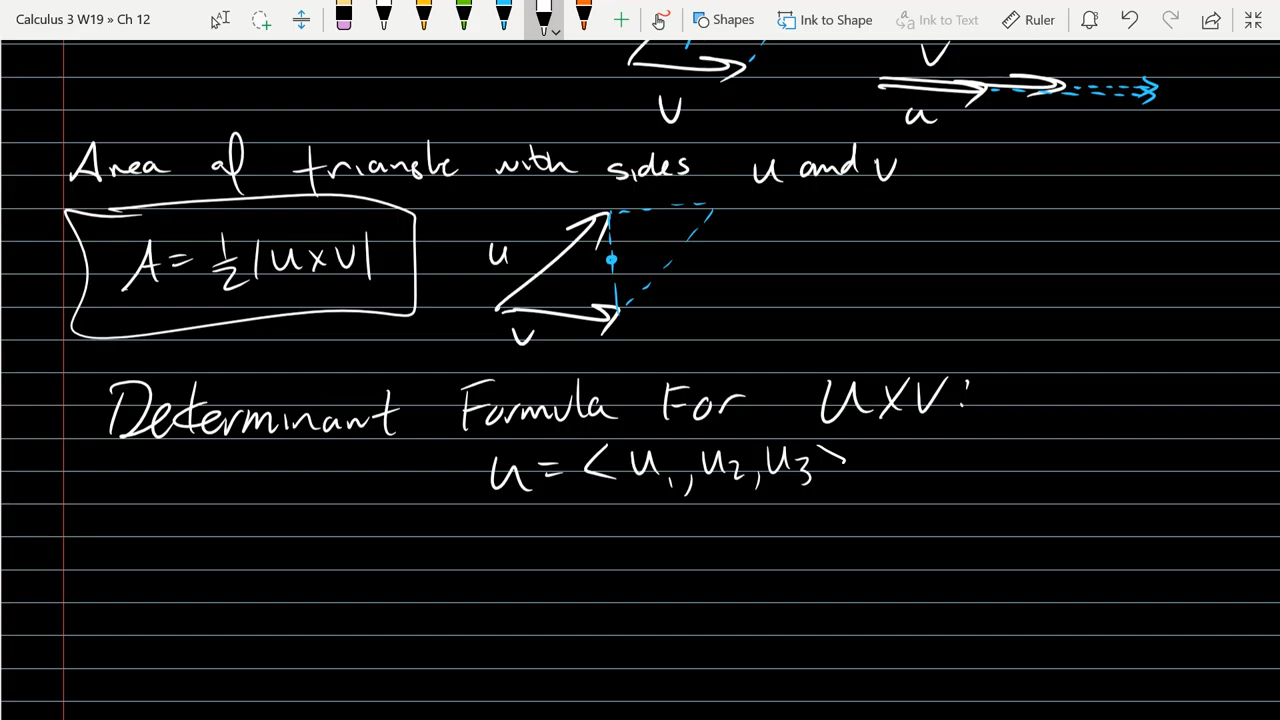 Calculus 3 W19 » Ch 12
Shapes
Ink to Shape
Ink to Text
Ruler
V
V
u
Area of triangle with sides u and v
A = 1/2 |u x v|
u
v
Determinant Formula For u x v:
u = < u1, u2, u3 >